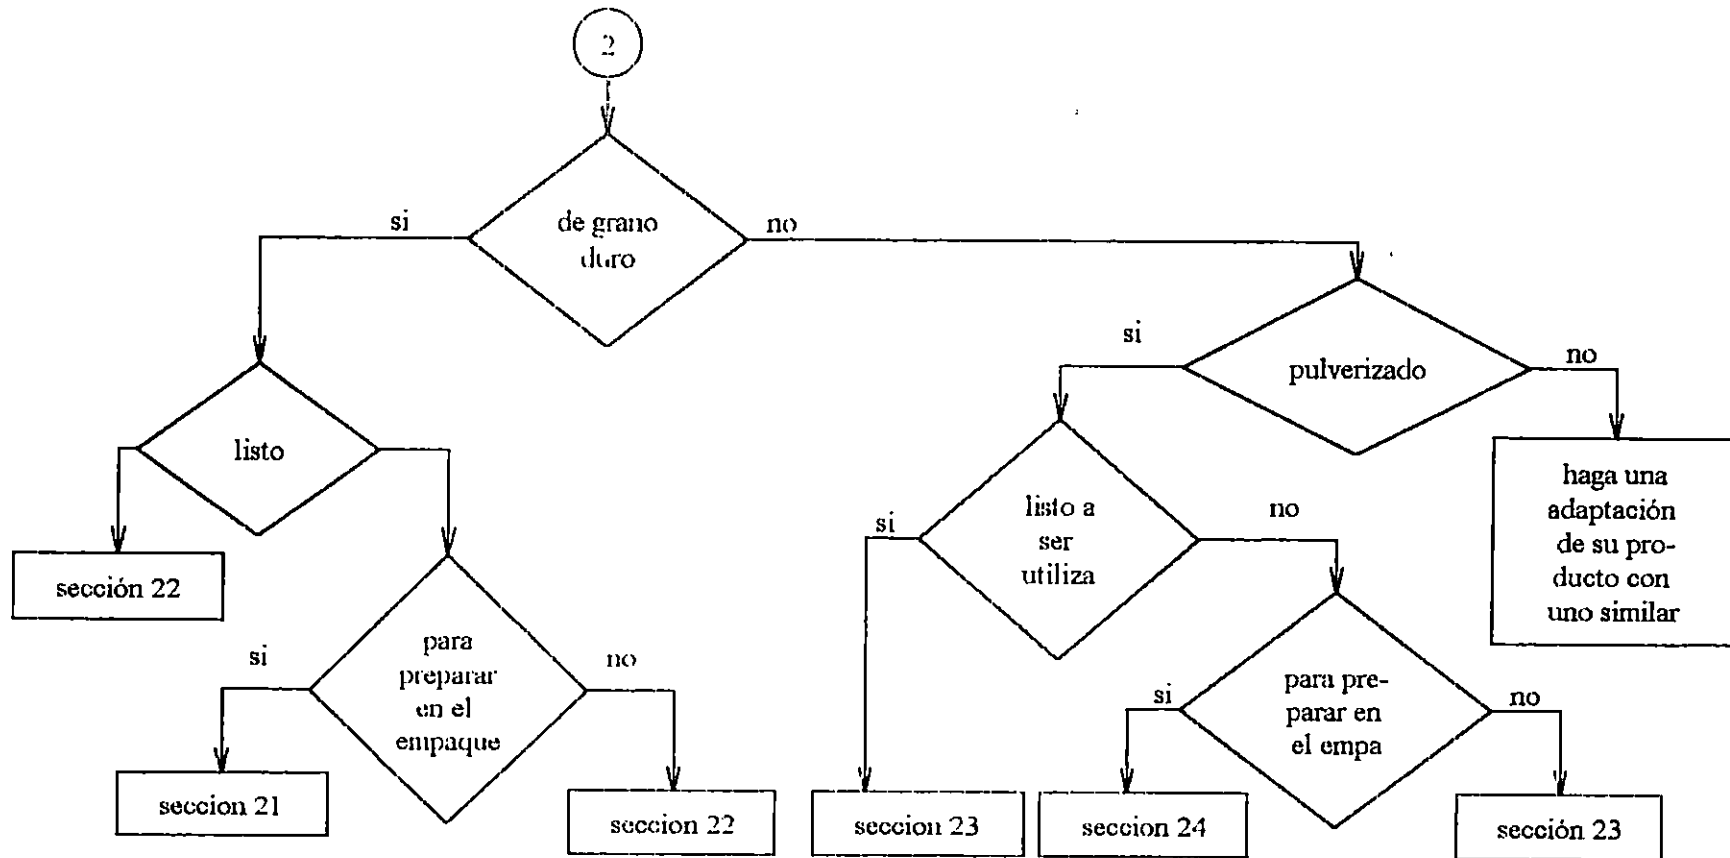 2
si
de grano
duro
no
si
pulverizado
no
listo
haga una
adaptación
de su pro-
ducto con
uno similar
listo a
ser
utiliza
si
no
sección 22
para
preparar
en el
empaque
si
no
para pre-
parar en
el empa
si
no
seccion 21
seccion 22
seccion 23
seccion 24
sección 23